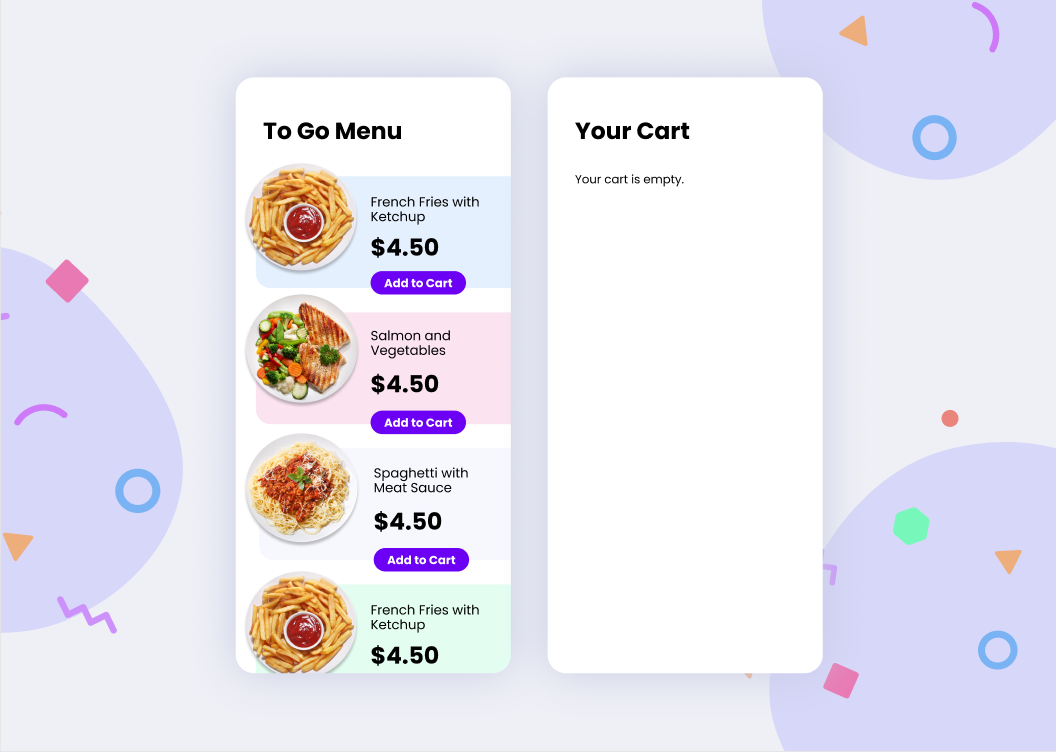 To Go Menu
French Fries with
Ketchup
$4.50
Add to Cart
Salmon and
Vegetables
$4.50
Add to Cart
Spaghetti with
Meat Sauce
$4.50
Add to Cart
French Fries with
Ketchup
$4.50
Your Cart
Your cart is empty.